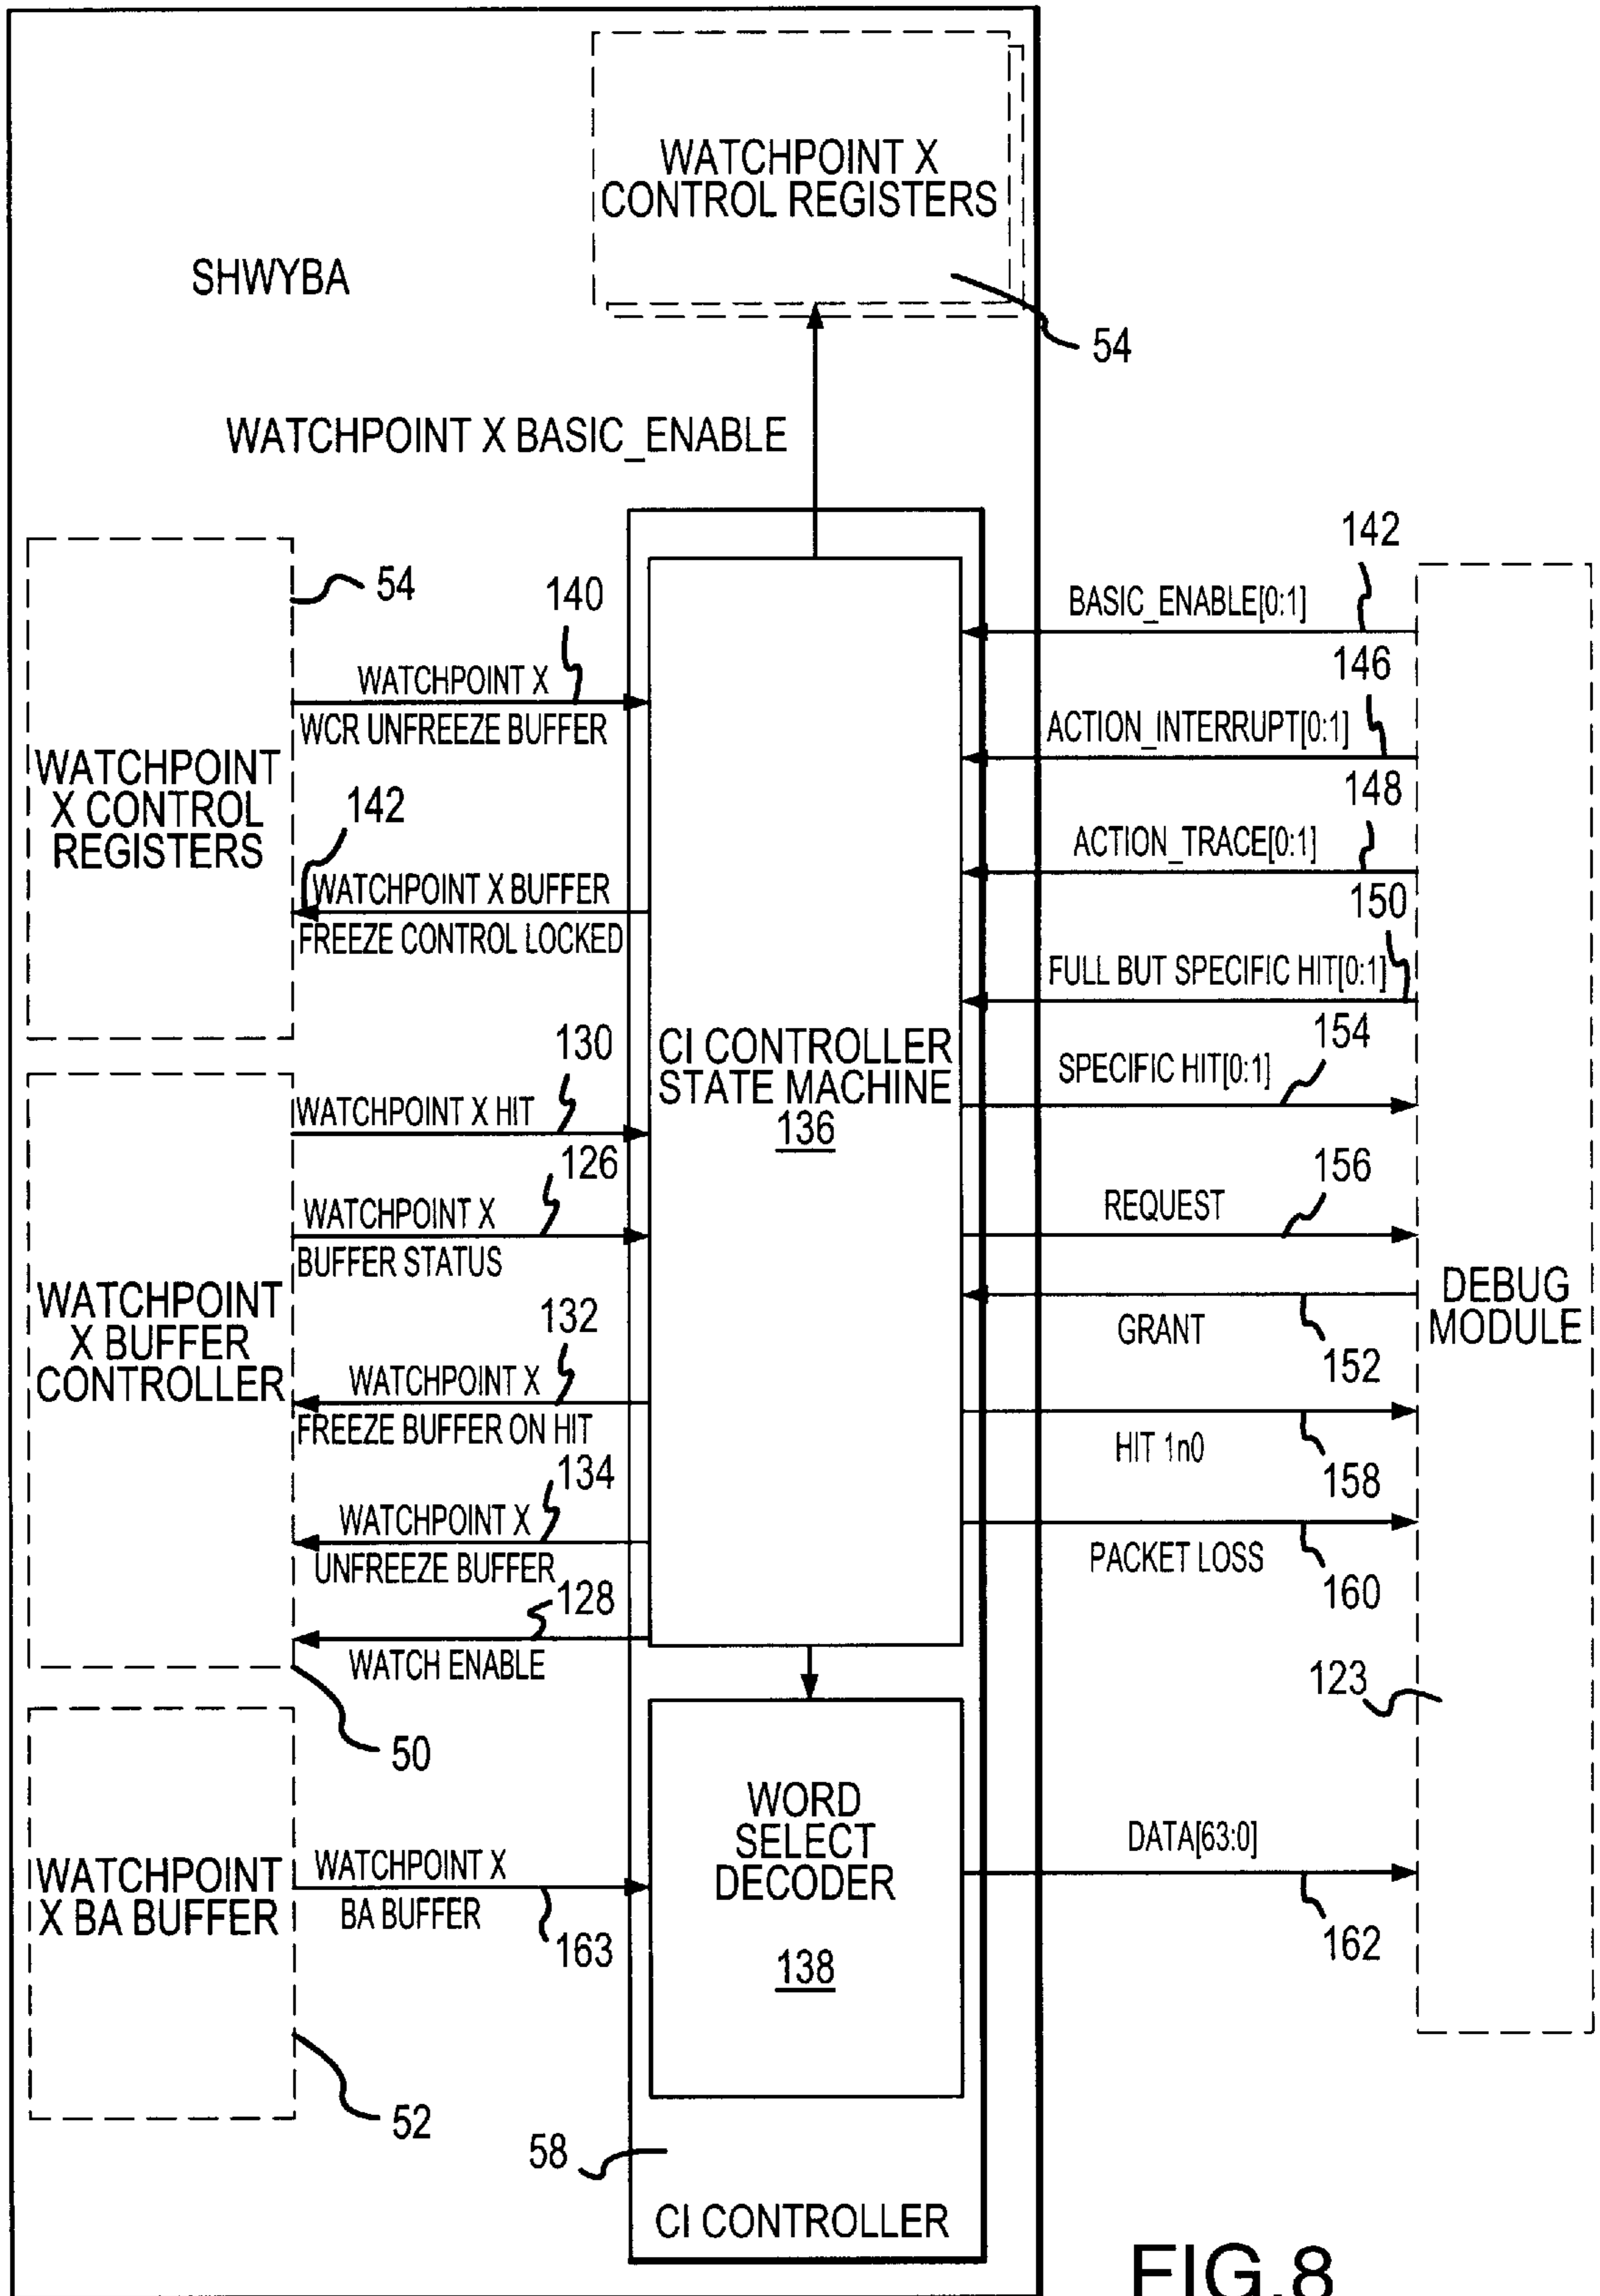 WATCHPOINT X
CONTROL REGISTERS
SHWYBA
54
WATCHPOINT X BASIC_ENABLE
54
140
WATCHPOINT X
WCR UNFREEZE BUFFER
WATCHPOINT
X CONTROL
REGISTERS
142
WATCHPOINT X BUFFER
FREEZE CONTROL LOCKED
142
BASIC_ENABLE[0:1]
146
ACTION_INTERRUPT[0:1]
148
ACTION_TRACE[0:1]
150
FULL BUT SPECIFIC HIT[0:1]
CI CONTROLLER
STATE MACHINE
136
130
WATCHPOINT X HIT
126
WATCHPOINT X
BUFFER STATUS
WATCHPOINT
X BUFFER
CONTROLLER
132
WATCHPOINT X
FREEZE BUFFER ON HIT
134
WATCHPOINT X
UNFREEZE BUFFER
128
WATCH ENABLE
50
SPECIFIC HIT[0:1]
154
REQUEST
156
GRANT
152
DEBUG
MODULE
HIT 1n0
158
PACKET LOSS
160
123
WATCHPOINT
X BA BUFFER
WATCHPOINT X
BA BUFFER
163
WORD
SELECT
DECODER
138
DATA[63:0]
162
52
58
CI CONTROLLER
FIG.8